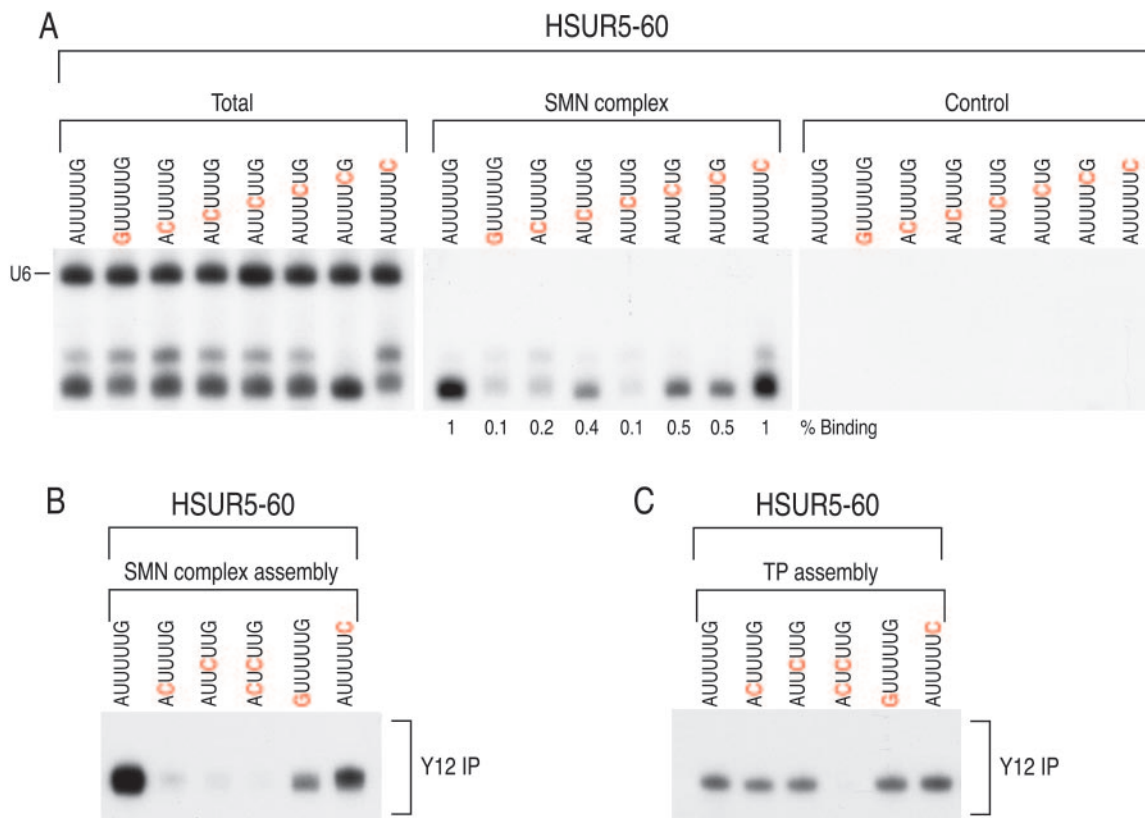 A
HSUR5-60
Total SMN complex Control
AUUUUUG GUUUUUG ACUUUUG AUCUUUG AUUCUUG AUUUCUG AUUUUCG AUUUUUC
AUUUUUG GUUUUUG ACUUUUG AUCUUUG AUUCUUG AUUUCUG AUUUUCG AUUUUUC
AUUUUUG GUUUUUG ACUUUUG AUCUUUG AUUCUUG AUUUCUG AUUUUCG AUUUUUC
U6
1 0.1 0.2 0.4 0.1 0.5 0.5 1 % Binding
B
HSUR5-60
SMN complex assembly
AUUUUUG ACUUUUG AUUCUUG ACUCUUG GUUUUUG AUUUUUC
Y12 IP
C
HSUR5-60
TP assembly
AUUUUUG ACUUUUG AUUCUUG ACUCUUG GUUUUUG AUUUUUC
Y12 IP